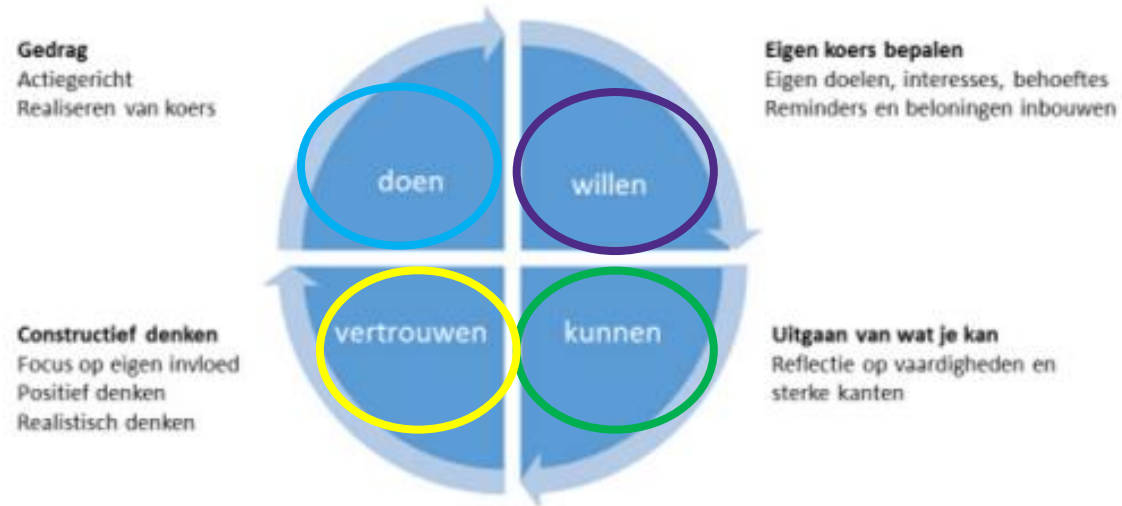 Gedrag
Actiegericht
Realiseren van koers
doen
willen
Eigen koers bepalen
Eigen doelen, interesses, behoeftes
Reminders en beloningen inbouwen
Constructief denken
Focus op eigen invloed
Positief denken
Realistisch denken
vertrouwen
kunnen
Uitgaan van wat je kan
Reflectie op vaardigheden en
sterke kanten